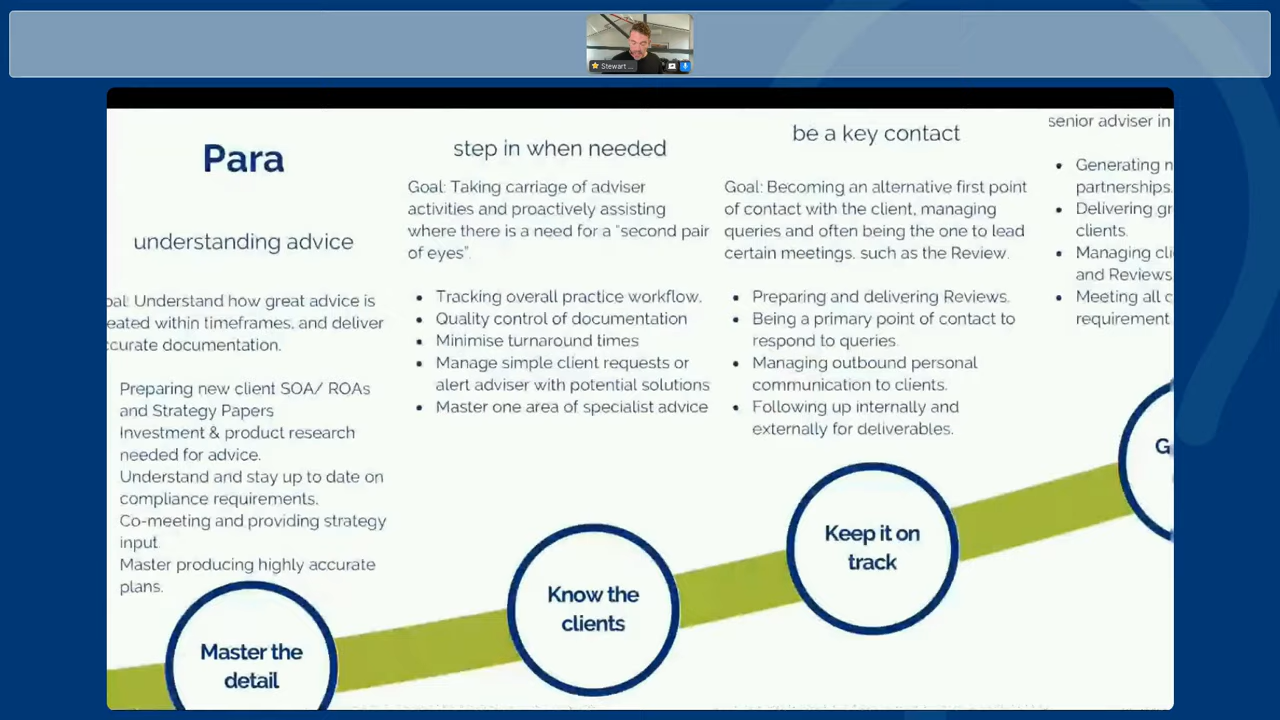 Stewart ...
Para
understanding advice
Goal: Understand how great advice is
eated within timeframes, and deliver
curate documentation.
Preparing new client SOA/ ROAs
and Strategy Papers
Investment & product research
needed for advice.
Understand and stay up to date on
compliance requirements.
Co-meeting and providing strategy
input.
Master producing highly accurate
plans.
Master the
detail
step in when needed
Goal: Taking carriage of adviser
activities and proactively assisting
where there is a need for a "second pair
of eyes".
• Tracking overall practice workflow.
• Quality control of documentation
• Minimise turnaround times
• Manage simple client requests or
alert adviser with potential solutions
• Master one area of specialist advice
Know the
clients
be a key contact
Goal: Becoming an alternative first point
of contact with the client, managing
queries and often being the one to lead
certain meetings, such as the Review.
• Preparing and delivering Reviews.
• Being a primary point of contact to
respond to queries.
• Managing outbound personal
communication to clients.
• Following up internally and
externally for deliverables.
Keep it on
track
senior adviser in
• Generating n
partnerships.
• Delivering gr
clients.
• Managing cli
and Reviews
• Meeting all c
requirement
G